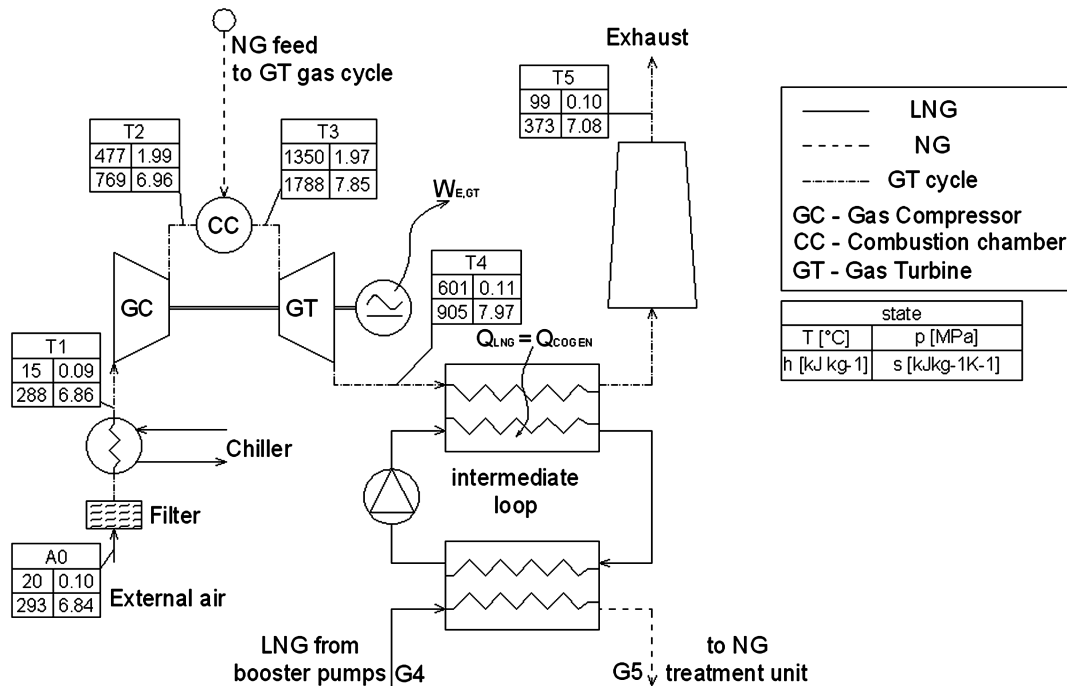 NG feed
to GT gas cycle
Exhaust
T5
99 0.10
373 7.08
LNG
NG
GT cycle
GC - Gas Compressor
CC - Combustion chamber
GT - Gas Turbine
state
T [°C] p [MPa]
h [kJ kg-1] s [kJkg-1K-1]
T2
477 1.99
769 6.96
T3
1350 1.97
1788 7.85
CC
WE,GT
GC
GT
T4
601 0.11
905 7.97
QLNG = QCOGEN
T1
15 0.09
288 6.86
Chiller
intermediate
loop
Filter
A0
20 0.10
293 6.84
External air
LNG from
booster pumps
G4
G5
to NG
treatment unit